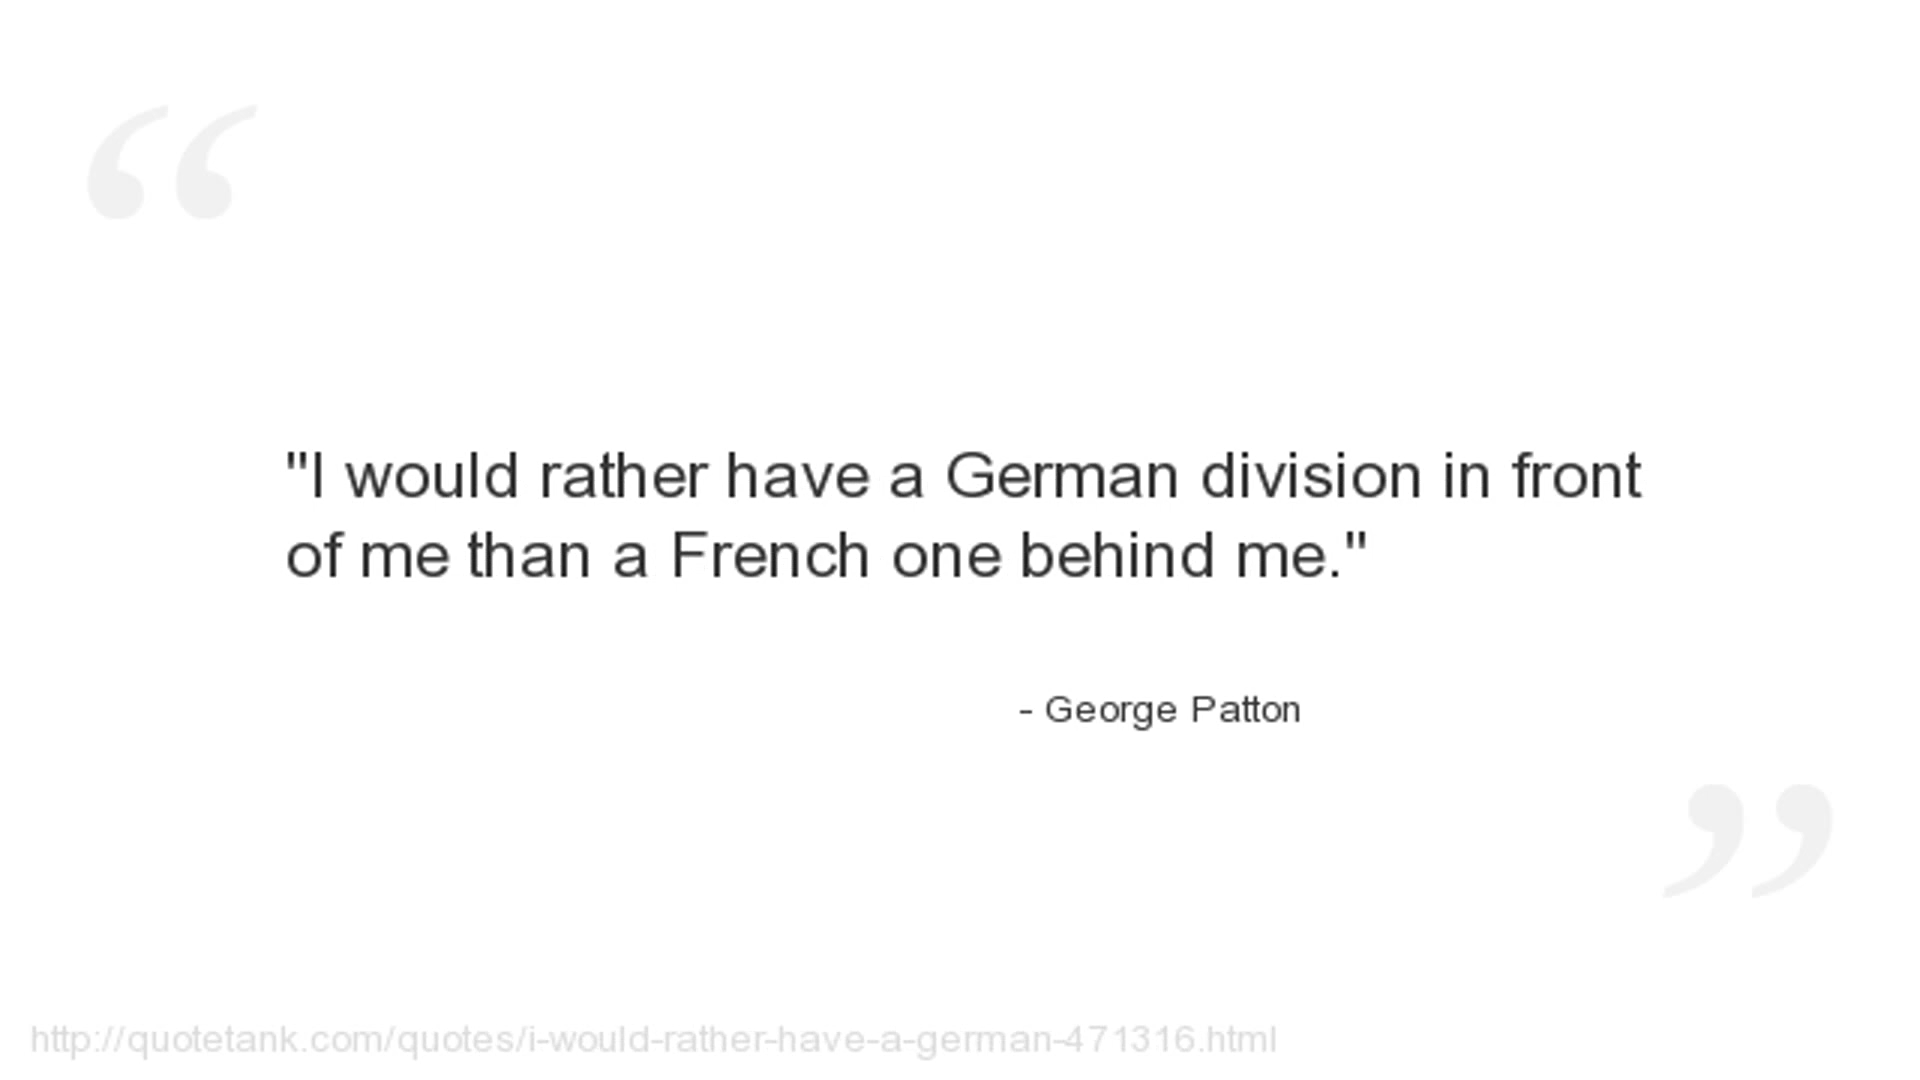 “
"I would rather have a German division in front
of me than a French one behind me."
- George Patton
”
http://quotetank.com/quotes/i-would-rather-have-a-german-471316.html